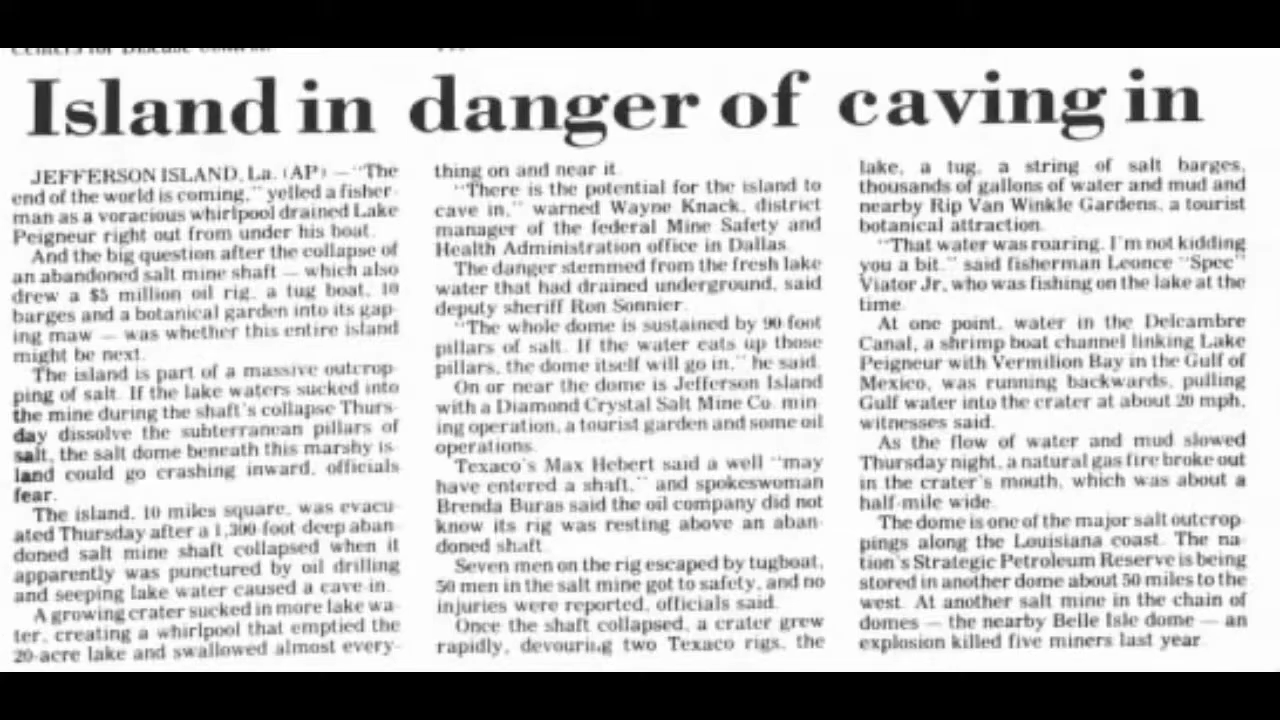 Centers for Disease Control
Island in danger of caving in
JEFFERSON ISLAND, La. (AP) — "The
end of the world is coming," yelled a fisher-
man as a voracious whirlpool drained Lake
Peigneur right out from under his boat.
And the big question after the collapse of
an abandoned salt mine shaft — which also
drew a $5 million oil rig, a tug boat, 10
barges and a botanical garden into its gap-
ing maw — was whether this entire island
might be next.
The island is part of a massive outcrop-
ping of salt. If the lake waters sucked into
the mine during the shaft's collapse Thurs-
day dissolve the subterranean pillars of
salt, the salt dome beneath this marshy is-
land could go crashing inward, officials
fear.
The island, 10 miles square, was evacu-
ated Thursday after a 1,300-foot deep aban-
doned salt mine shaft collapsed when it
apparently was punctured by oil drilling
and seeping lake water caused a cave-in.
A growing crater sucked in more lake wa-
ter, creating a whirlpool that emptied the
20-acre lake and swallowed almost every-
thing on and near it.
"There is the potential for the island to
cave in," warned Wayne Knack, district
manager of the federal Mine Safety and
Health Administration office in Dallas.
The danger stemmed from the fresh lake
water that had drained underground, said
deputy sheriff Ron Sonnier.
"The whole dome is sustained by 90-foot
pillars of salt. If the water eats up those
pillars, the dome itself will go in," he said.
On or near the dome is Jefferson Island
with a Diamond Crystal Salt Mine Co. min-
ing operation, a tourist garden and some oil
operations.
Texaco's Max Hebert said a well "may
have entered a shaft," and spokeswoman
Brenda Buras said the oil company did not
know its rig was resting above an aban-
doned shaft.
Seven men on the rig escaped by tugboat,
50 men in the salt mine got to safety, and no
injuries were reported, officials said.
Once the shaft collapsed, a crater grew
rapidly, devouring two Texaco rigs, the
lake, a tug, a string of salt barges,
thousands of gallons of water and mud and
nearby Rip Van Winkle Gardens, a tourist
botanical attraction.
"That water was roaring. I'm not kidding
you a bit." said fisherman Leonce "Spec"
Viator Jr, who was fishing on the lake at the
time.
At one point, water in the Delcambre
Canal, a shrimp boat channel linking Lake
Peigneur with Vermilion Bay in the Gulf of
Mexico, was running backwards, pulling
Gulf water into the crater at about 20 mph,
witnesses said.
As the flow of water and mud slowed
Thursday night, a natural gas fire broke out
in the crater's mouth, which was about a
half-mile wide.
The dome is one of the major salt outcrop-
pings along the Louisiana coast. The na-
tion's Strategic Petroleum Reserve is being
stored in another dome about 50 miles to the
west. At another salt mine in the chain of
domes — the nearby Belle Isle dome — an
explosion killed five miners last year.